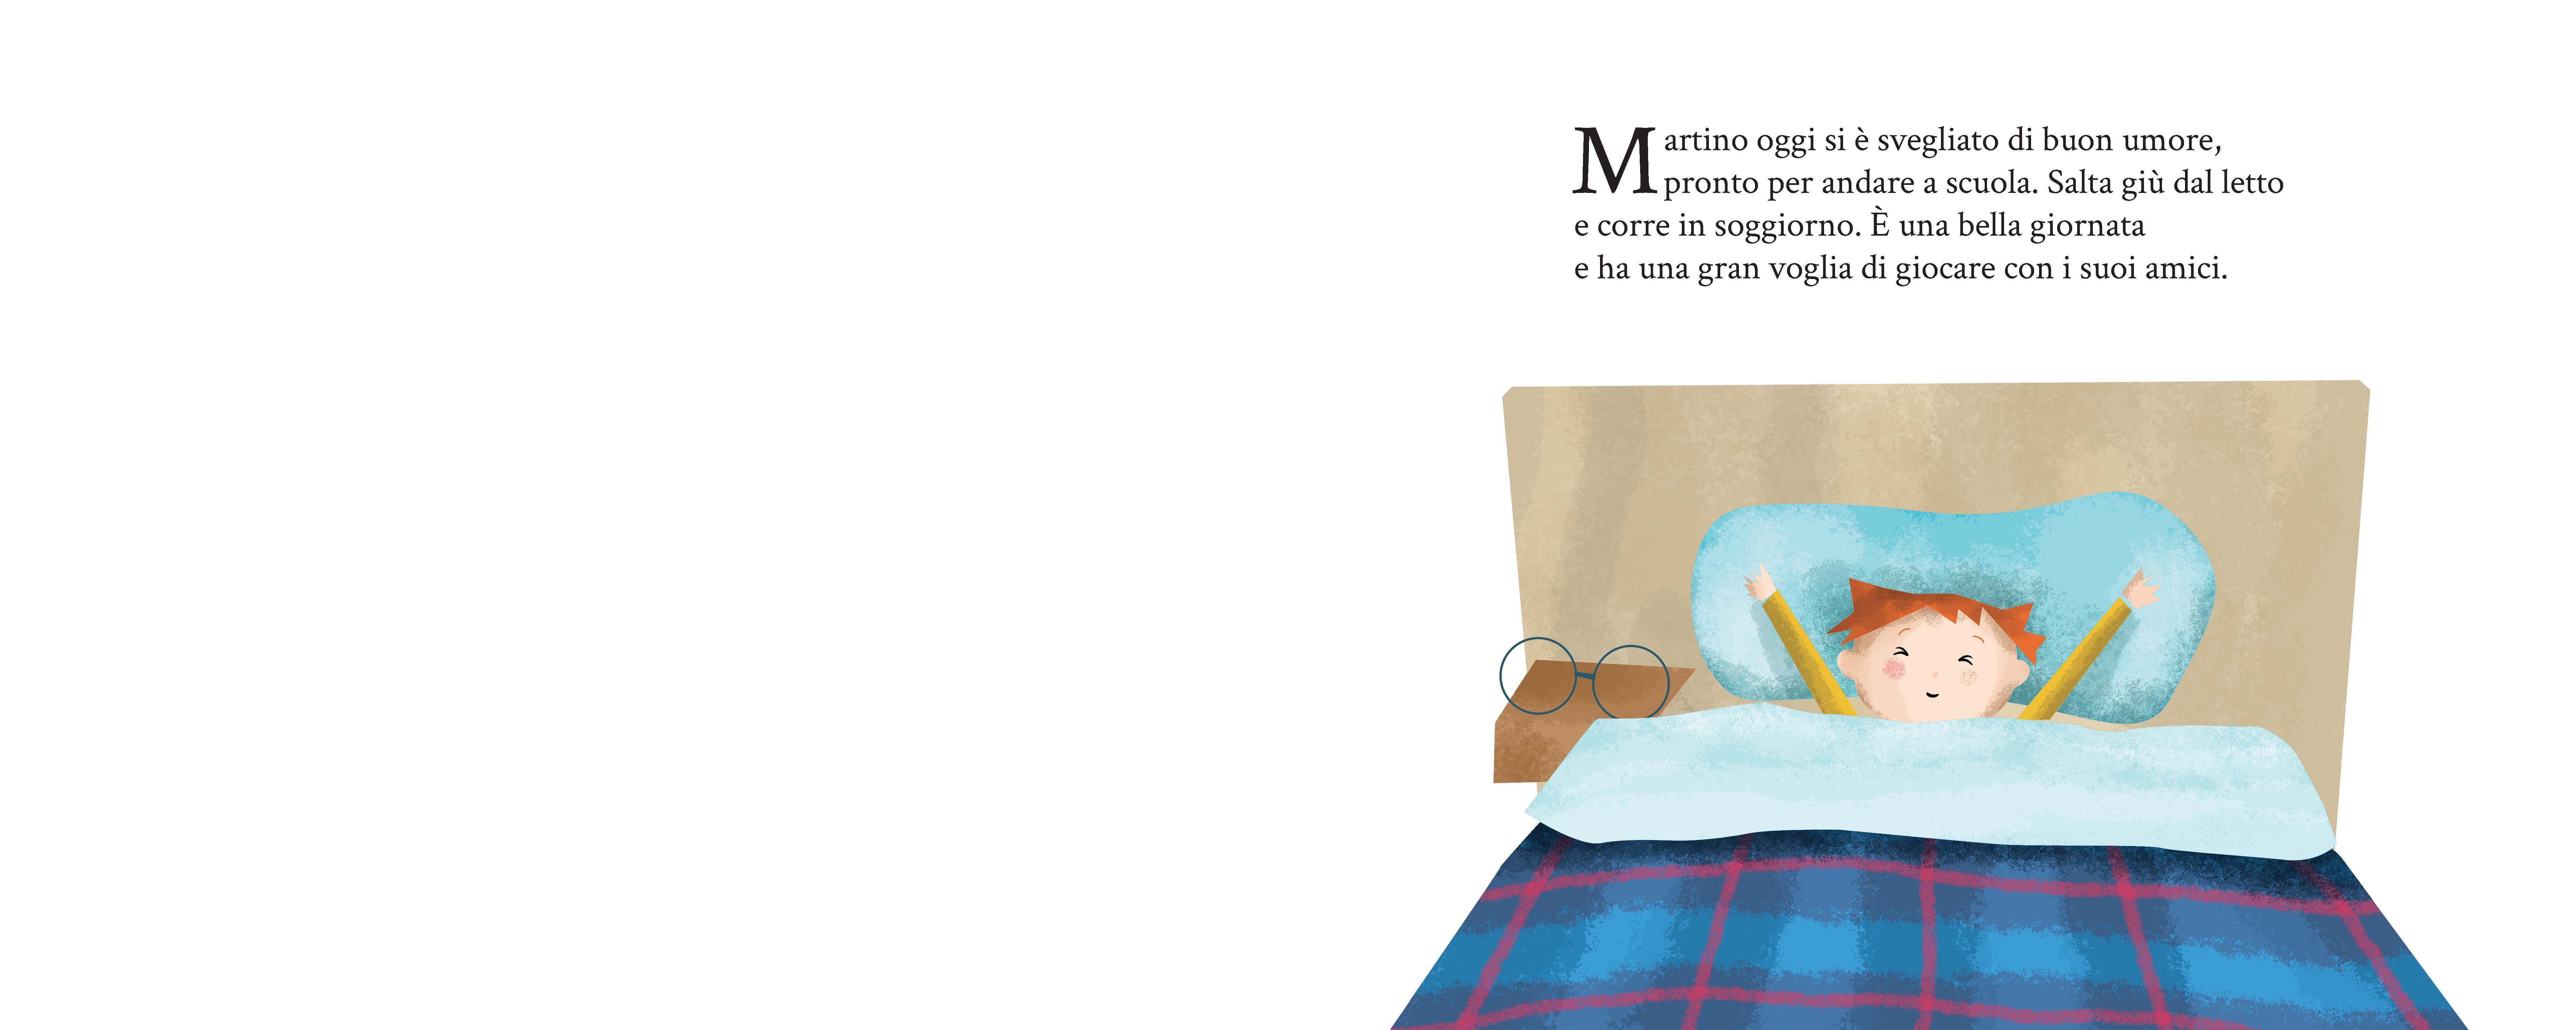 Martino oggi si è svegliato di buon umore,
pronto per andare a scuola. Salta giù dal letto
e corre in soggiorno. È una bella giornata
e ha una gran voglia di giocare con i suoi amici.